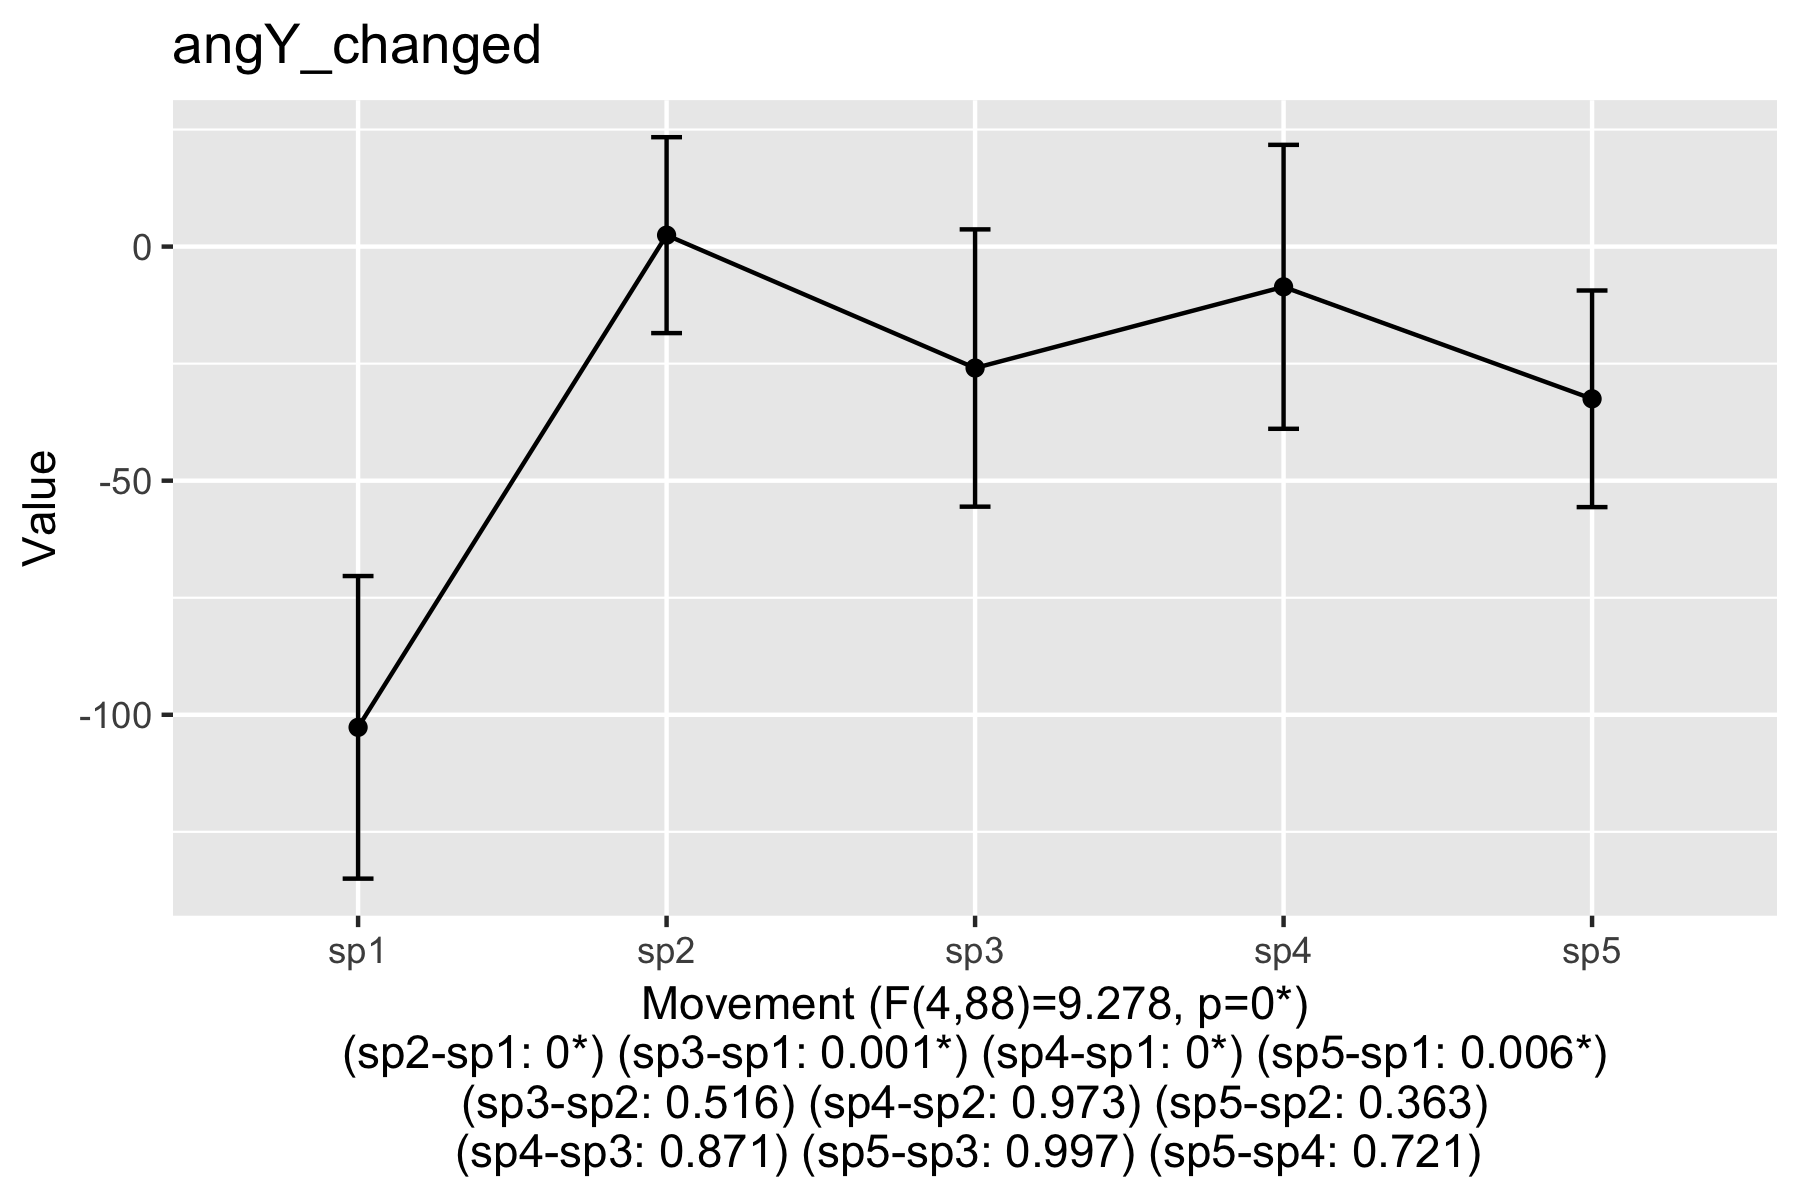 angY_changed
Value
0
-50
-100
sp1 sp2 sp3 sp4 sp5
Movement (F(4,88)=9.278, p=0*)
(sp2-sp1: 0*) (sp3-sp1: 0.001*) (sp4-sp1: 0*) (sp5-sp1: 0.006*)
(sp3-sp2: 0.516) (sp4-sp2: 0.973) (sp5-sp2: 0.363)
(sp4-sp3: 0.871) (sp5-sp3: 0.997) (sp5-sp4: 0.721)